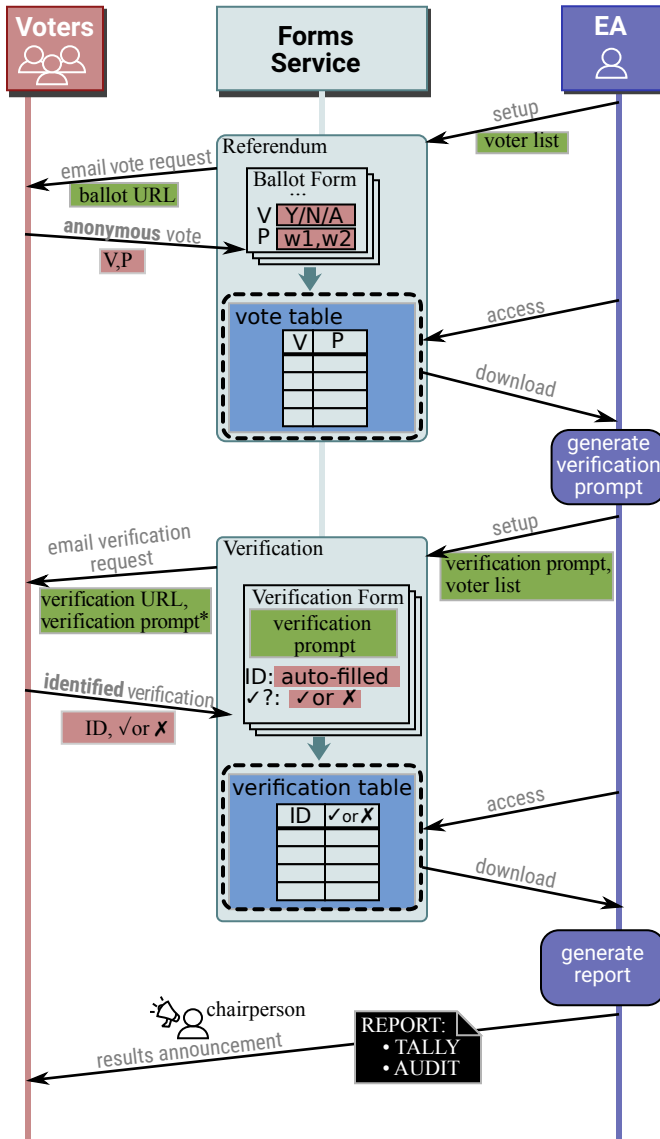 Voters
Forms
Service
EA
setup
voter list
Referendum
email vote request
ballot URL
Ballot Form
...
V Y/N/A
P w1,w2
anonymous vote
V,P
vote table
V P
access
download
generate
verification
prompt
setup
verification prompt,
voter list
email verification
request
verification URL,
verification prompt*
Verification
Verification Form
verification
prompt
ID: auto-filled
✓?: ✓or ✗
identified verification
ID, √or ✗
verification table
ID ✓or ✗
access
download
generate
report
chairperson
results announcement
REPORT:
• TALLY
• AUDIT